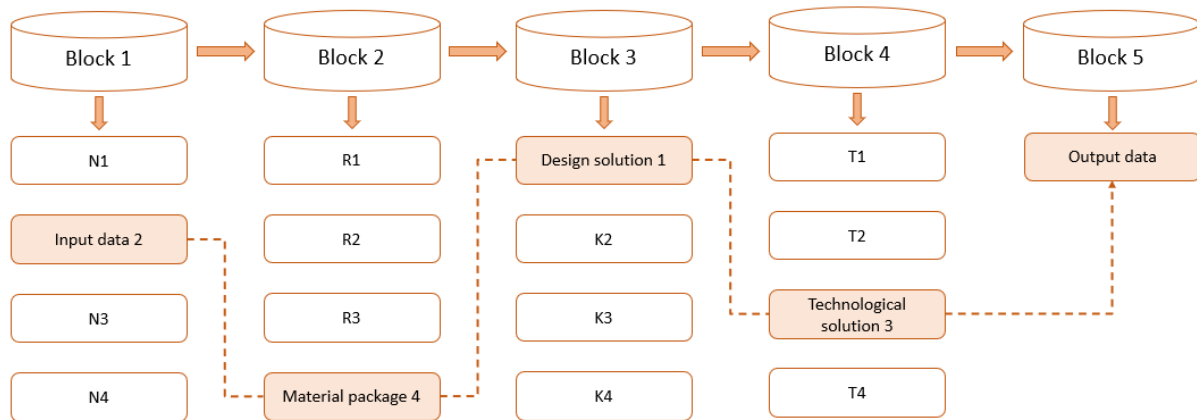 Block 1
Block 2
Block 3
Block 4
Block 5
N1
R1
Design solution 1
T1
Output data
Input data 2
R2
K2
T2
N3
R3
K3
Technological
solution 3
N4
Material package 4
K4
T4